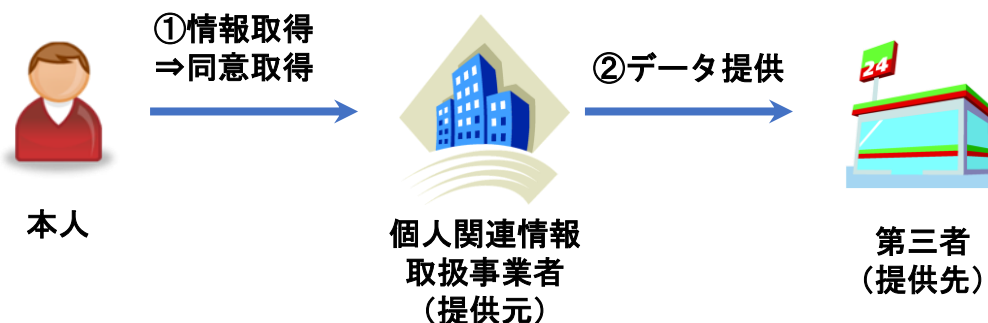 ①情報取得
⇒同意取得
②データ提供
24
本人
個人関連情報
取扱事業者
（提供元）
第三者
（提供先）